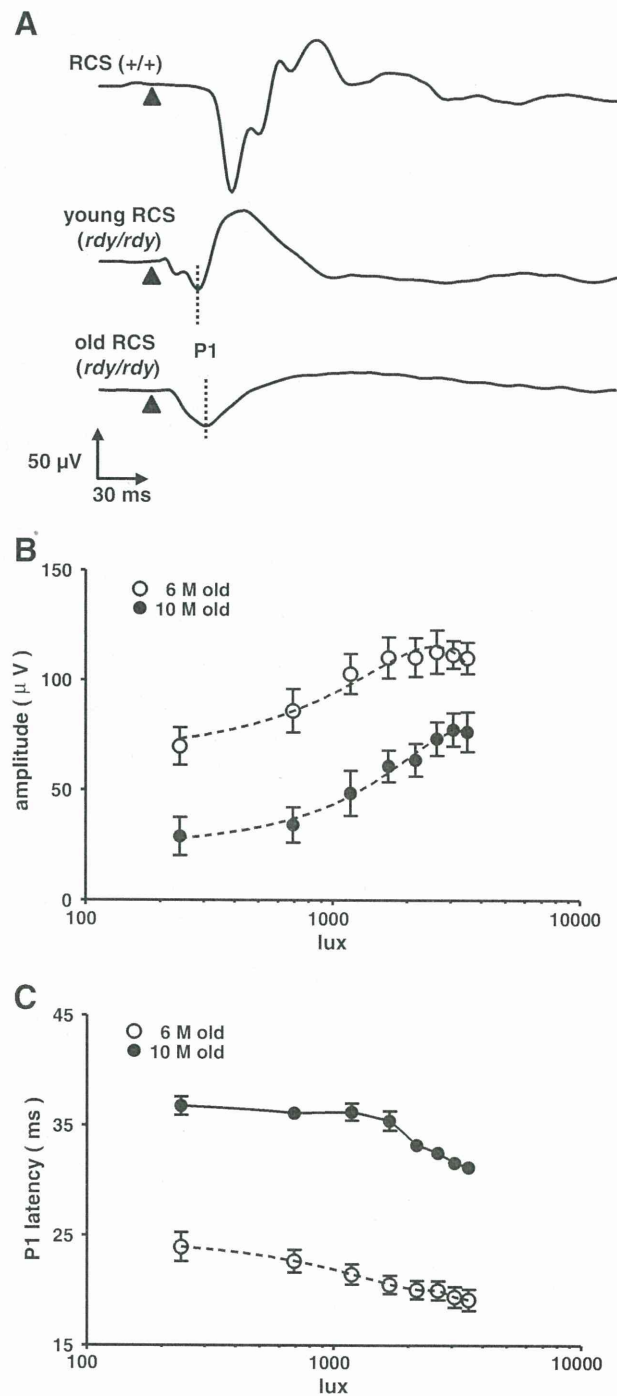 A
RCS (+/+)
young RCS
(rdy/rdy)
old RCS
(rdy/rdy)
P1
50 µV
30 ms
B
150
100
50
0
amplitude ( µ V)
6 M old
10 M old
100
1000
10000
lux
C
45
35
25
15
P1 latency ( ms )
6 M old
10 M old
100
1000
10000
lux